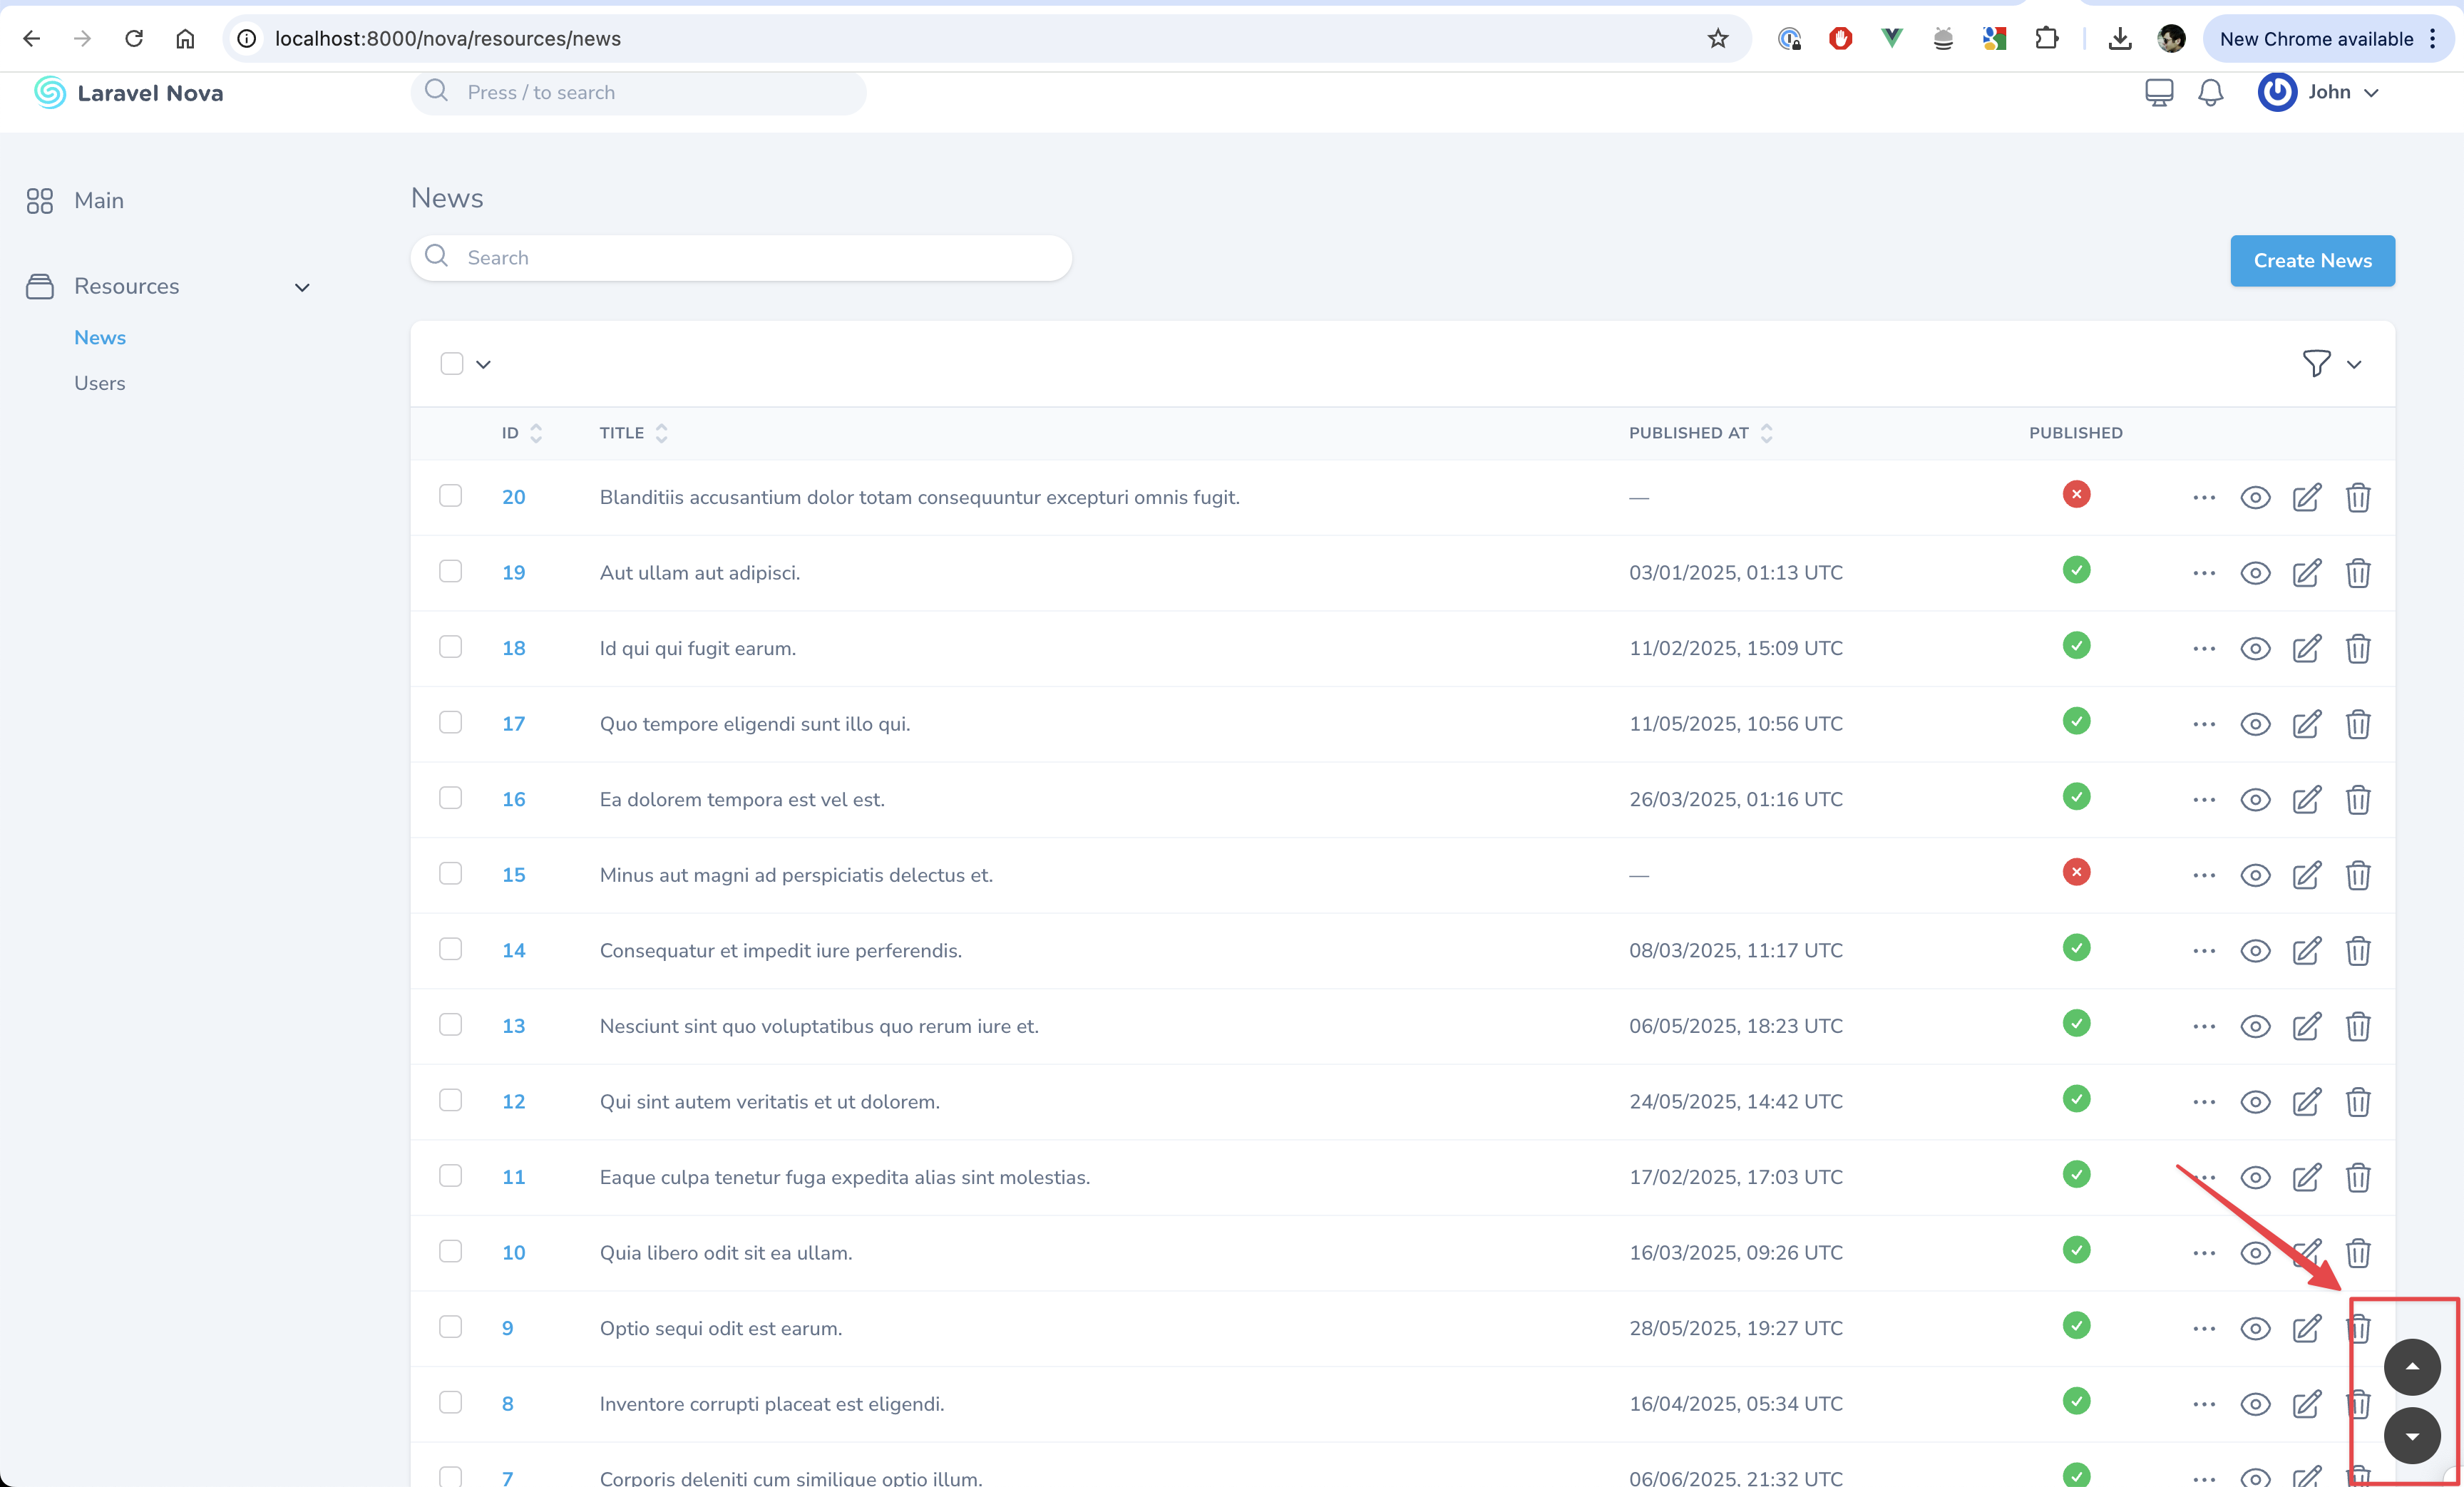 localhost:8000/nova/resources/news
New Chrome available
Laravel Nova
Press / to search
John
Main
Resources
News
Users
News
Search
Create News
ID TITLE PUBLISHED AT PUBLISHED
20 Blanditiis accusantium dolor totam consequuntur excepturi omnis fugit. —
19 Aut ullam aut adipisci. 03/01/2025, 01:13 UTC
18 Id qui qui fugit earum. 11/02/2025, 15:09 UTC
17 Quo tempore eligendi sunt illo qui. 11/05/2025, 10:56 UTC
16 Ea dolorem tempora est vel est. 26/03/2025, 01:16 UTC
15 Minus aut magni ad perspiciatis delectus et. —
14 Consequatur et impedit iure perferendis. 08/03/2025, 11:17 UTC
13 Nesciunt sint quo voluptatibus quo rerum iure et. 06/05/2025, 18:23 UTC
12 Qui sint autem veritatis et ut dolorem. 24/05/2025, 14:42 UTC
11 Eaque culpa tenetur fuga expedita alias sint molestias. 17/02/2025, 17:03 UTC
10 Quia libero odit sit ea ullam. 16/03/2025, 09:26 UTC
9 Optio sequi odit est earum. 28/05/2025, 19:27 UTC
8 Inventore corrupti placeat est eligendi. 16/04/2025, 05:34 UTC
7 Corporis deleniti cum similique optio illum. 06/06/2025, 21:32 UTC